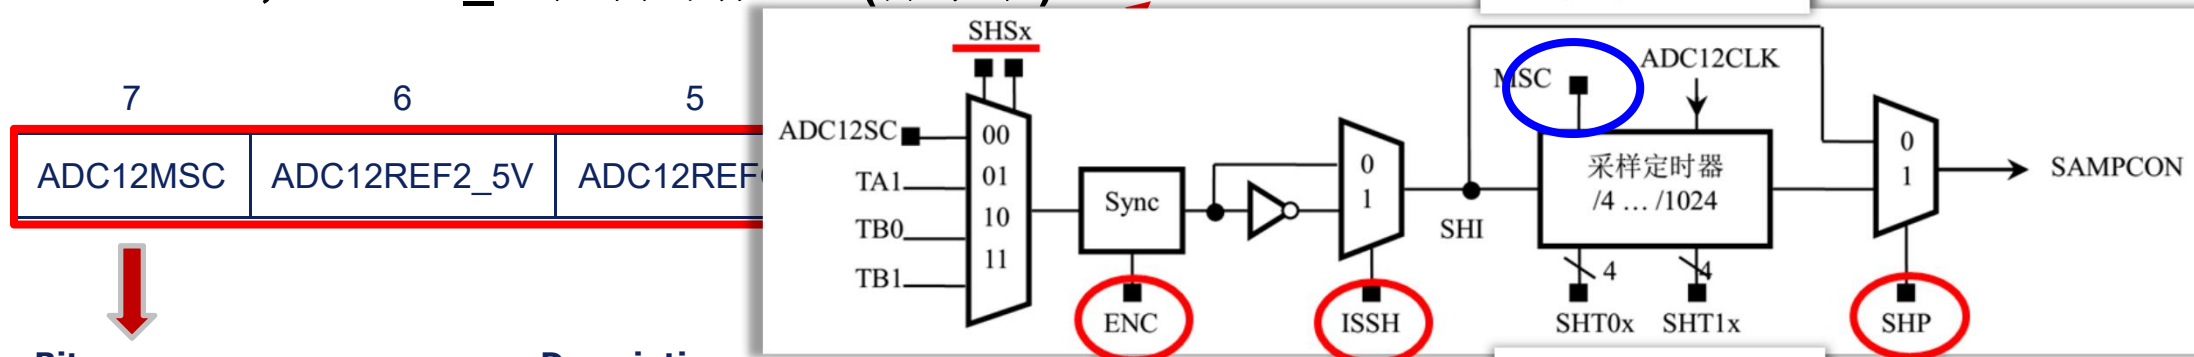 SHSx
7 6 5
MSC ADC12CLK
ADC12SC 00 0
ADC12MSC ADC12REF2_5V ADC12REF
TA1 01 Sync 0 采样定时器 1 SAMPCON
TB0 10 1 /4 … /1024
SHI
TB1 11 4 4
ENC ISSH SHT0x SHT1x SHP